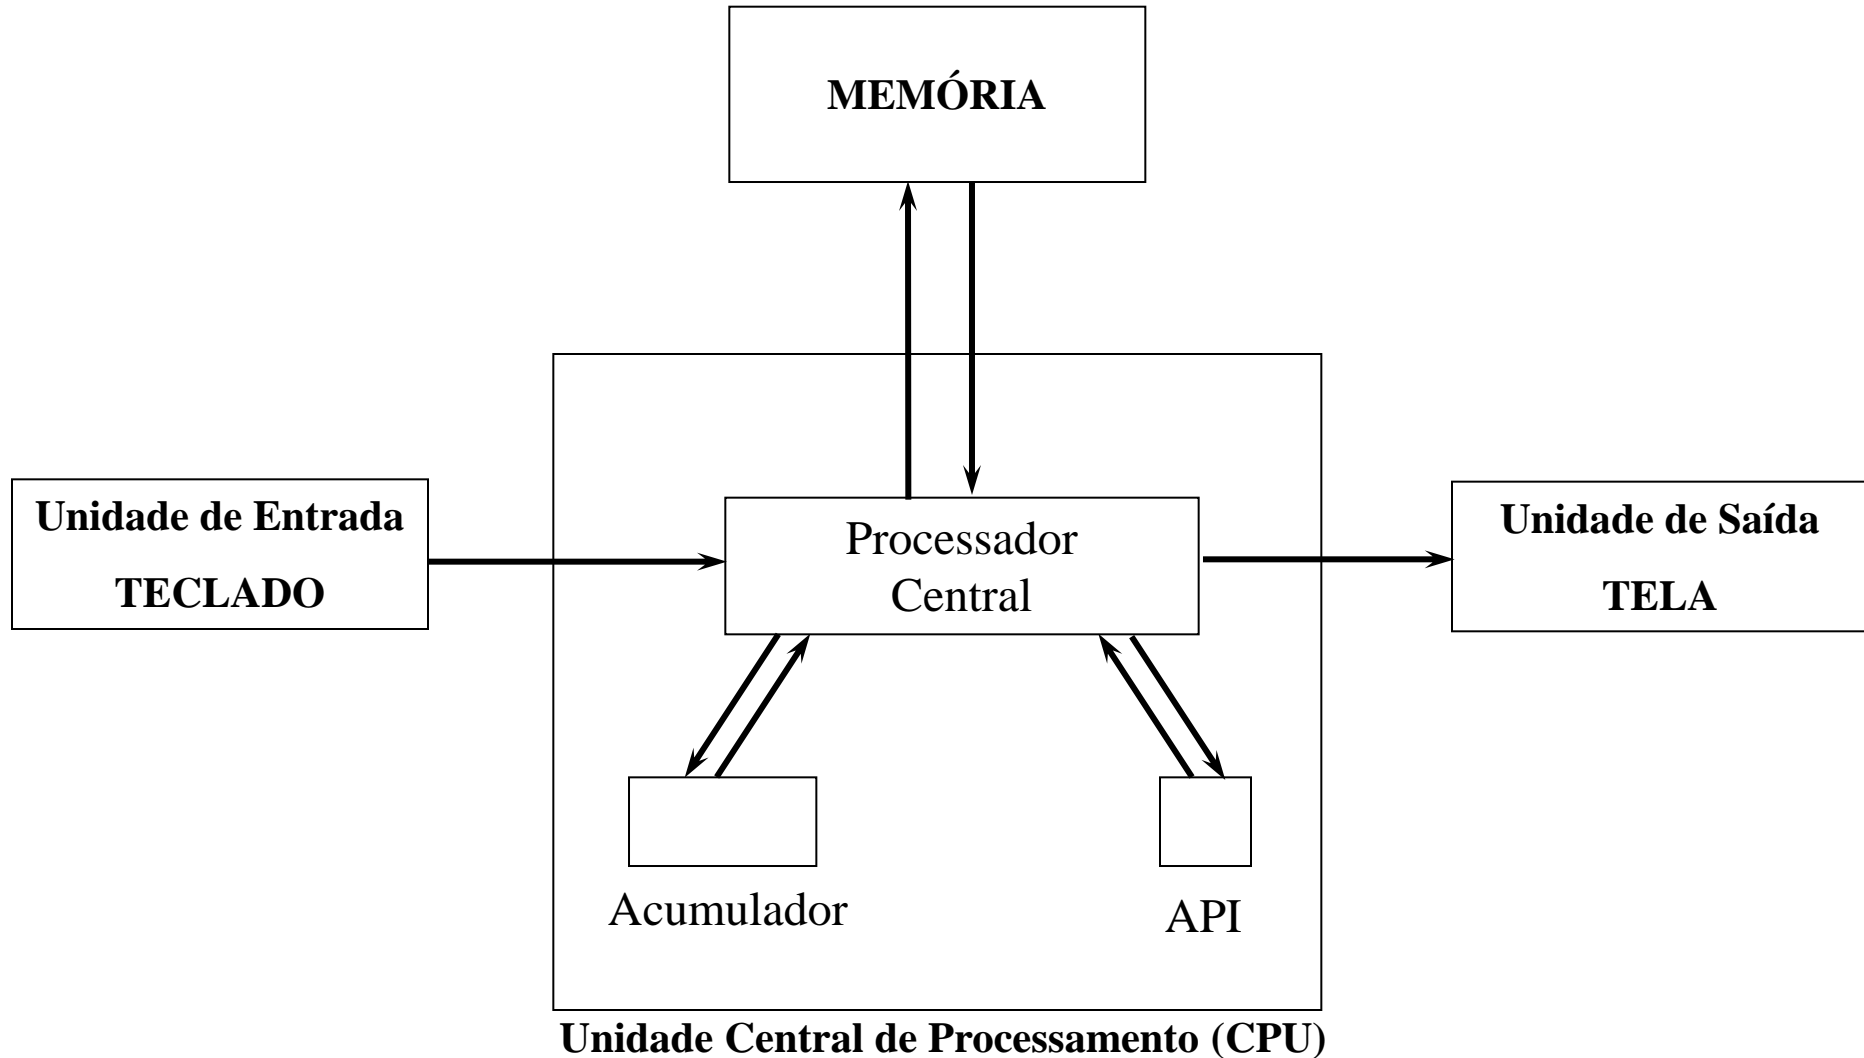 MEMÓRIA
Unidade de Entrada
TECLADO
Processador
Central
Unidade de Saída
TELA
Acumulador
API
Unidade Central de Processamento (CPU)